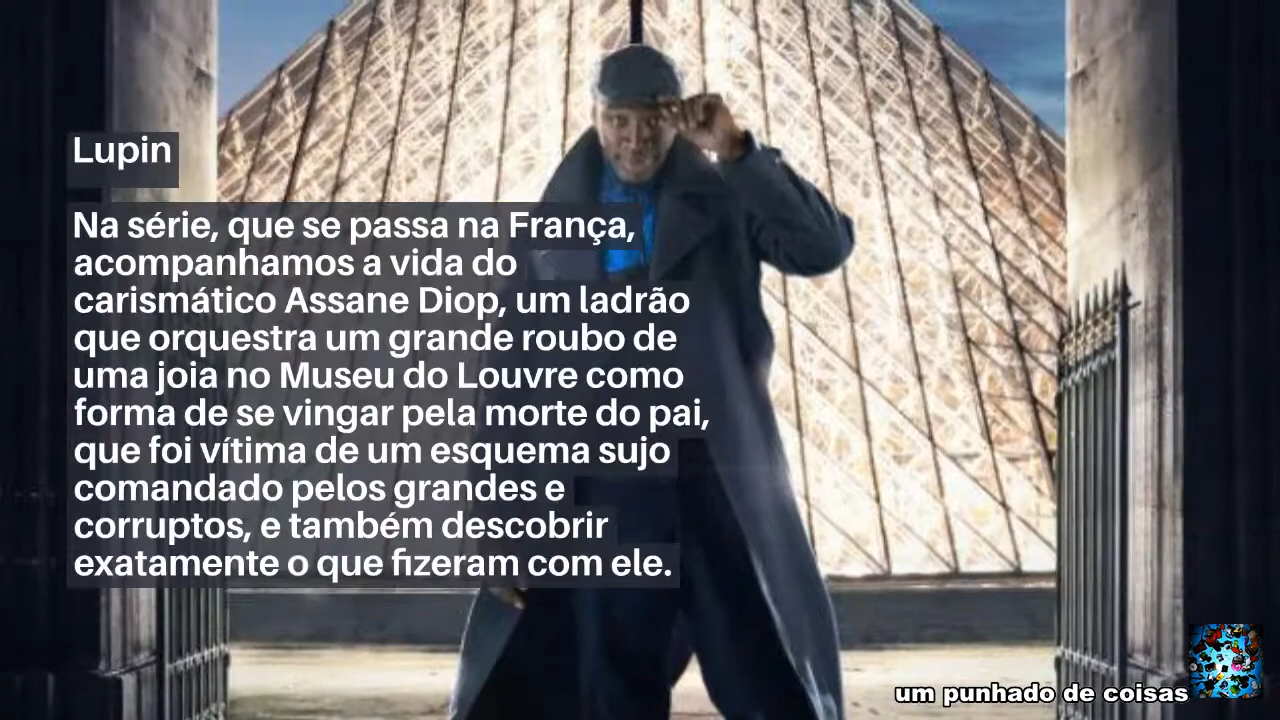 Lupin
Na série, que se passa na França,
acompanhamos a vida do
carismático Assane Diop, um ladrão
que orquestra um grande roubo de
uma joia no Museu do Louvre como
forma de se vingar pela morte do pai,
que foi vítima de um esquema sujo
comandado pelos grandes e
corruptos, e também descobrir
exatamente o que fizeram com ele.
um punhado de coisas